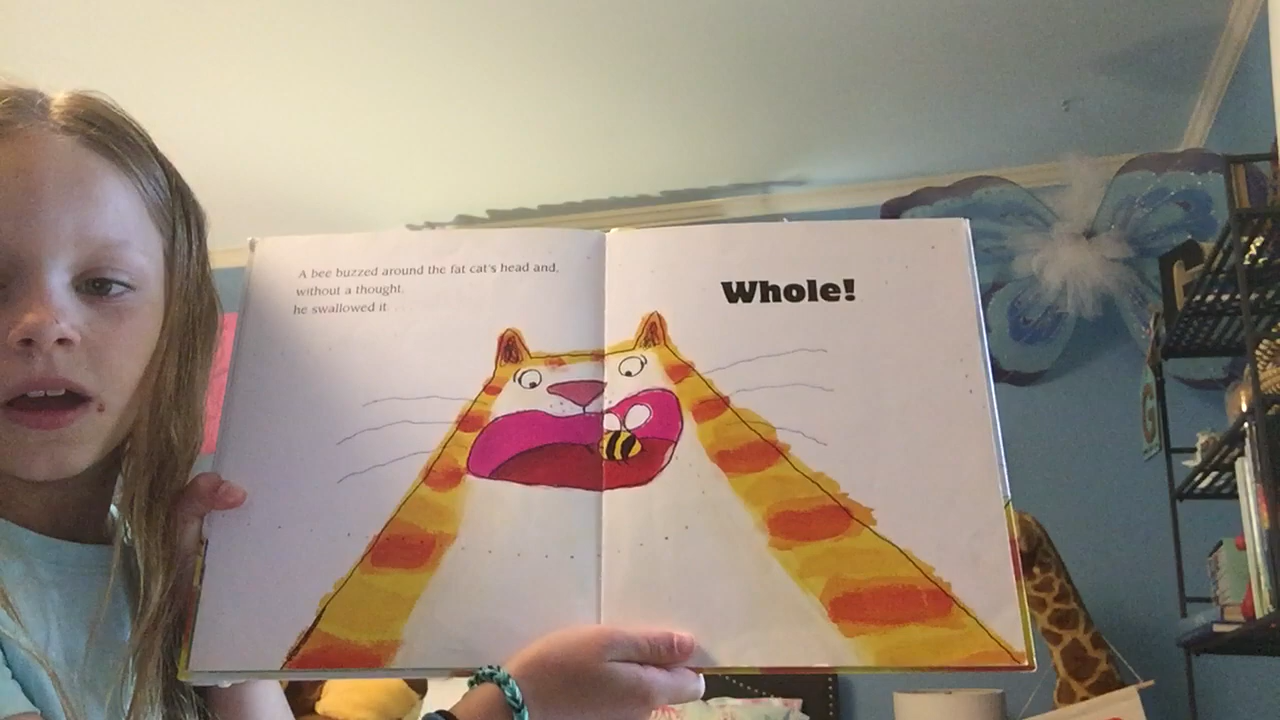 A bee buzzed around the fat cat's head and,
without a thought,
he swallowed it . . .
Whole!